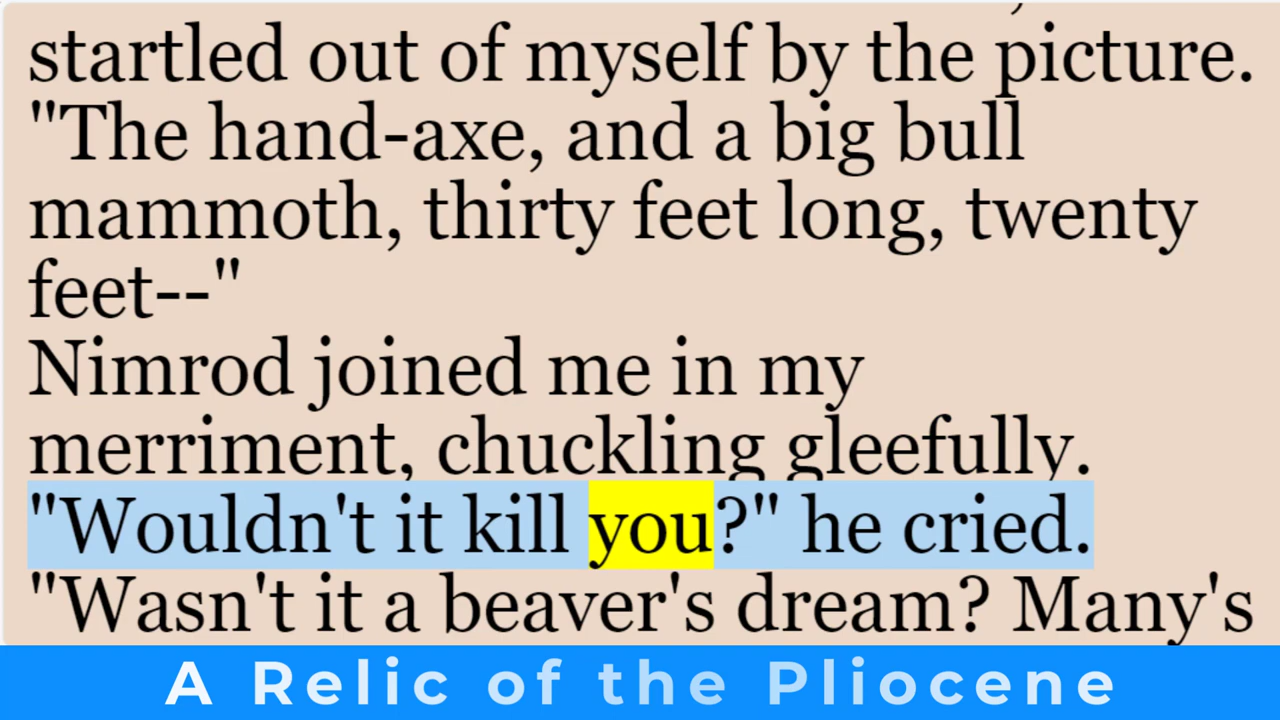 startled out of myself by the picture.
"The hand-axe, and a big bull
mammoth, thirty feet long, twenty
feet--"
Nimrod joined me in my
merriment, chuckling gleefully.
"Wouldn't it kill you?" he cried.
"Wasn't it a beaver's dream? Many's
A Relic of the Pliocene